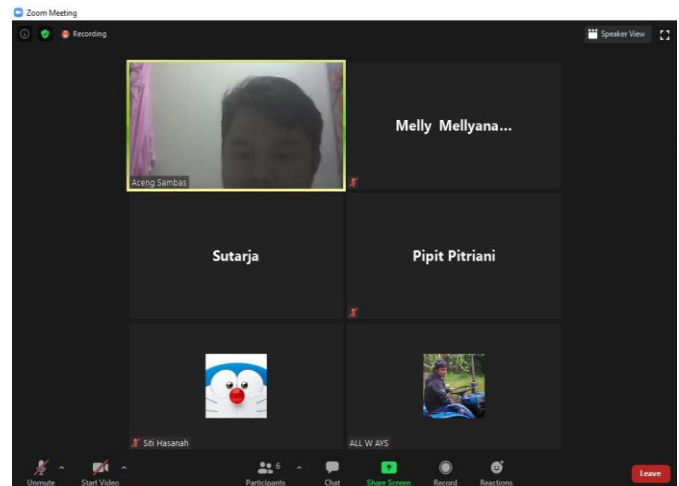 Zoom Meeting
Recording
Speaker View
Aceng Sambas
Melly Mellyana...
Sutarja
Pipit Pitriani
Siti Hasanah
ALL W AYS
Unmute
Start Video
6
Participants
Chat
Share Screen
Record
Reactions
Leave